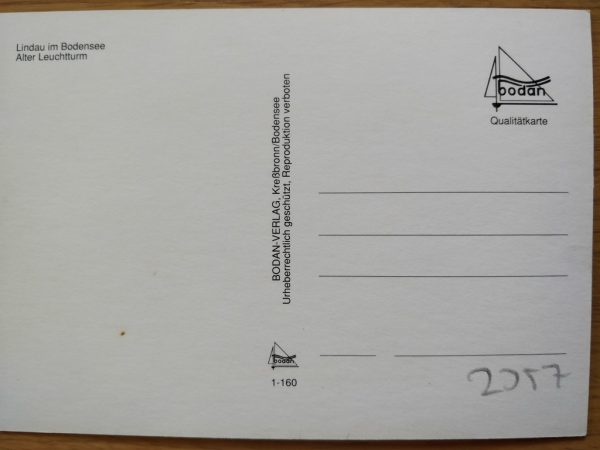 Lindau im Bodensee
Alter Leuchtturm
bodan
Qualitätkarte
BODAN-VERLAG, Kreßbronn/Bodensee
Urheberrechtlich geschützt, Reproduktion verboten
bodan
1-160
2057